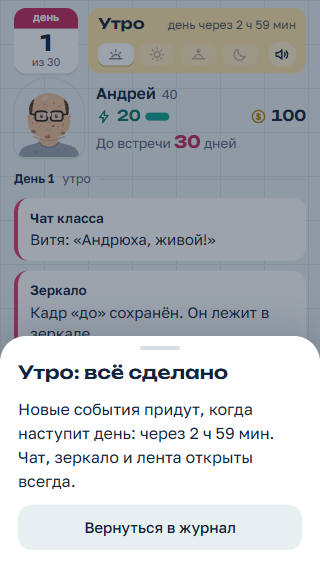 день
1
из 30
Утро день через 2 ч 59 мин
Андрей 40
20 100
До встречи 30 дней
День 1 утро
Чат класса
Витя: «Андрюха, живой!»
Зеркало
Кадр «до» сохранён. Он лежит в
зеркале
Утро: всё сделано
Новые события придут, когда
наступит день: через 2 ч 59 мин.
Чат, зеркало и лента открыты
всегда.
Вернуться в журнал